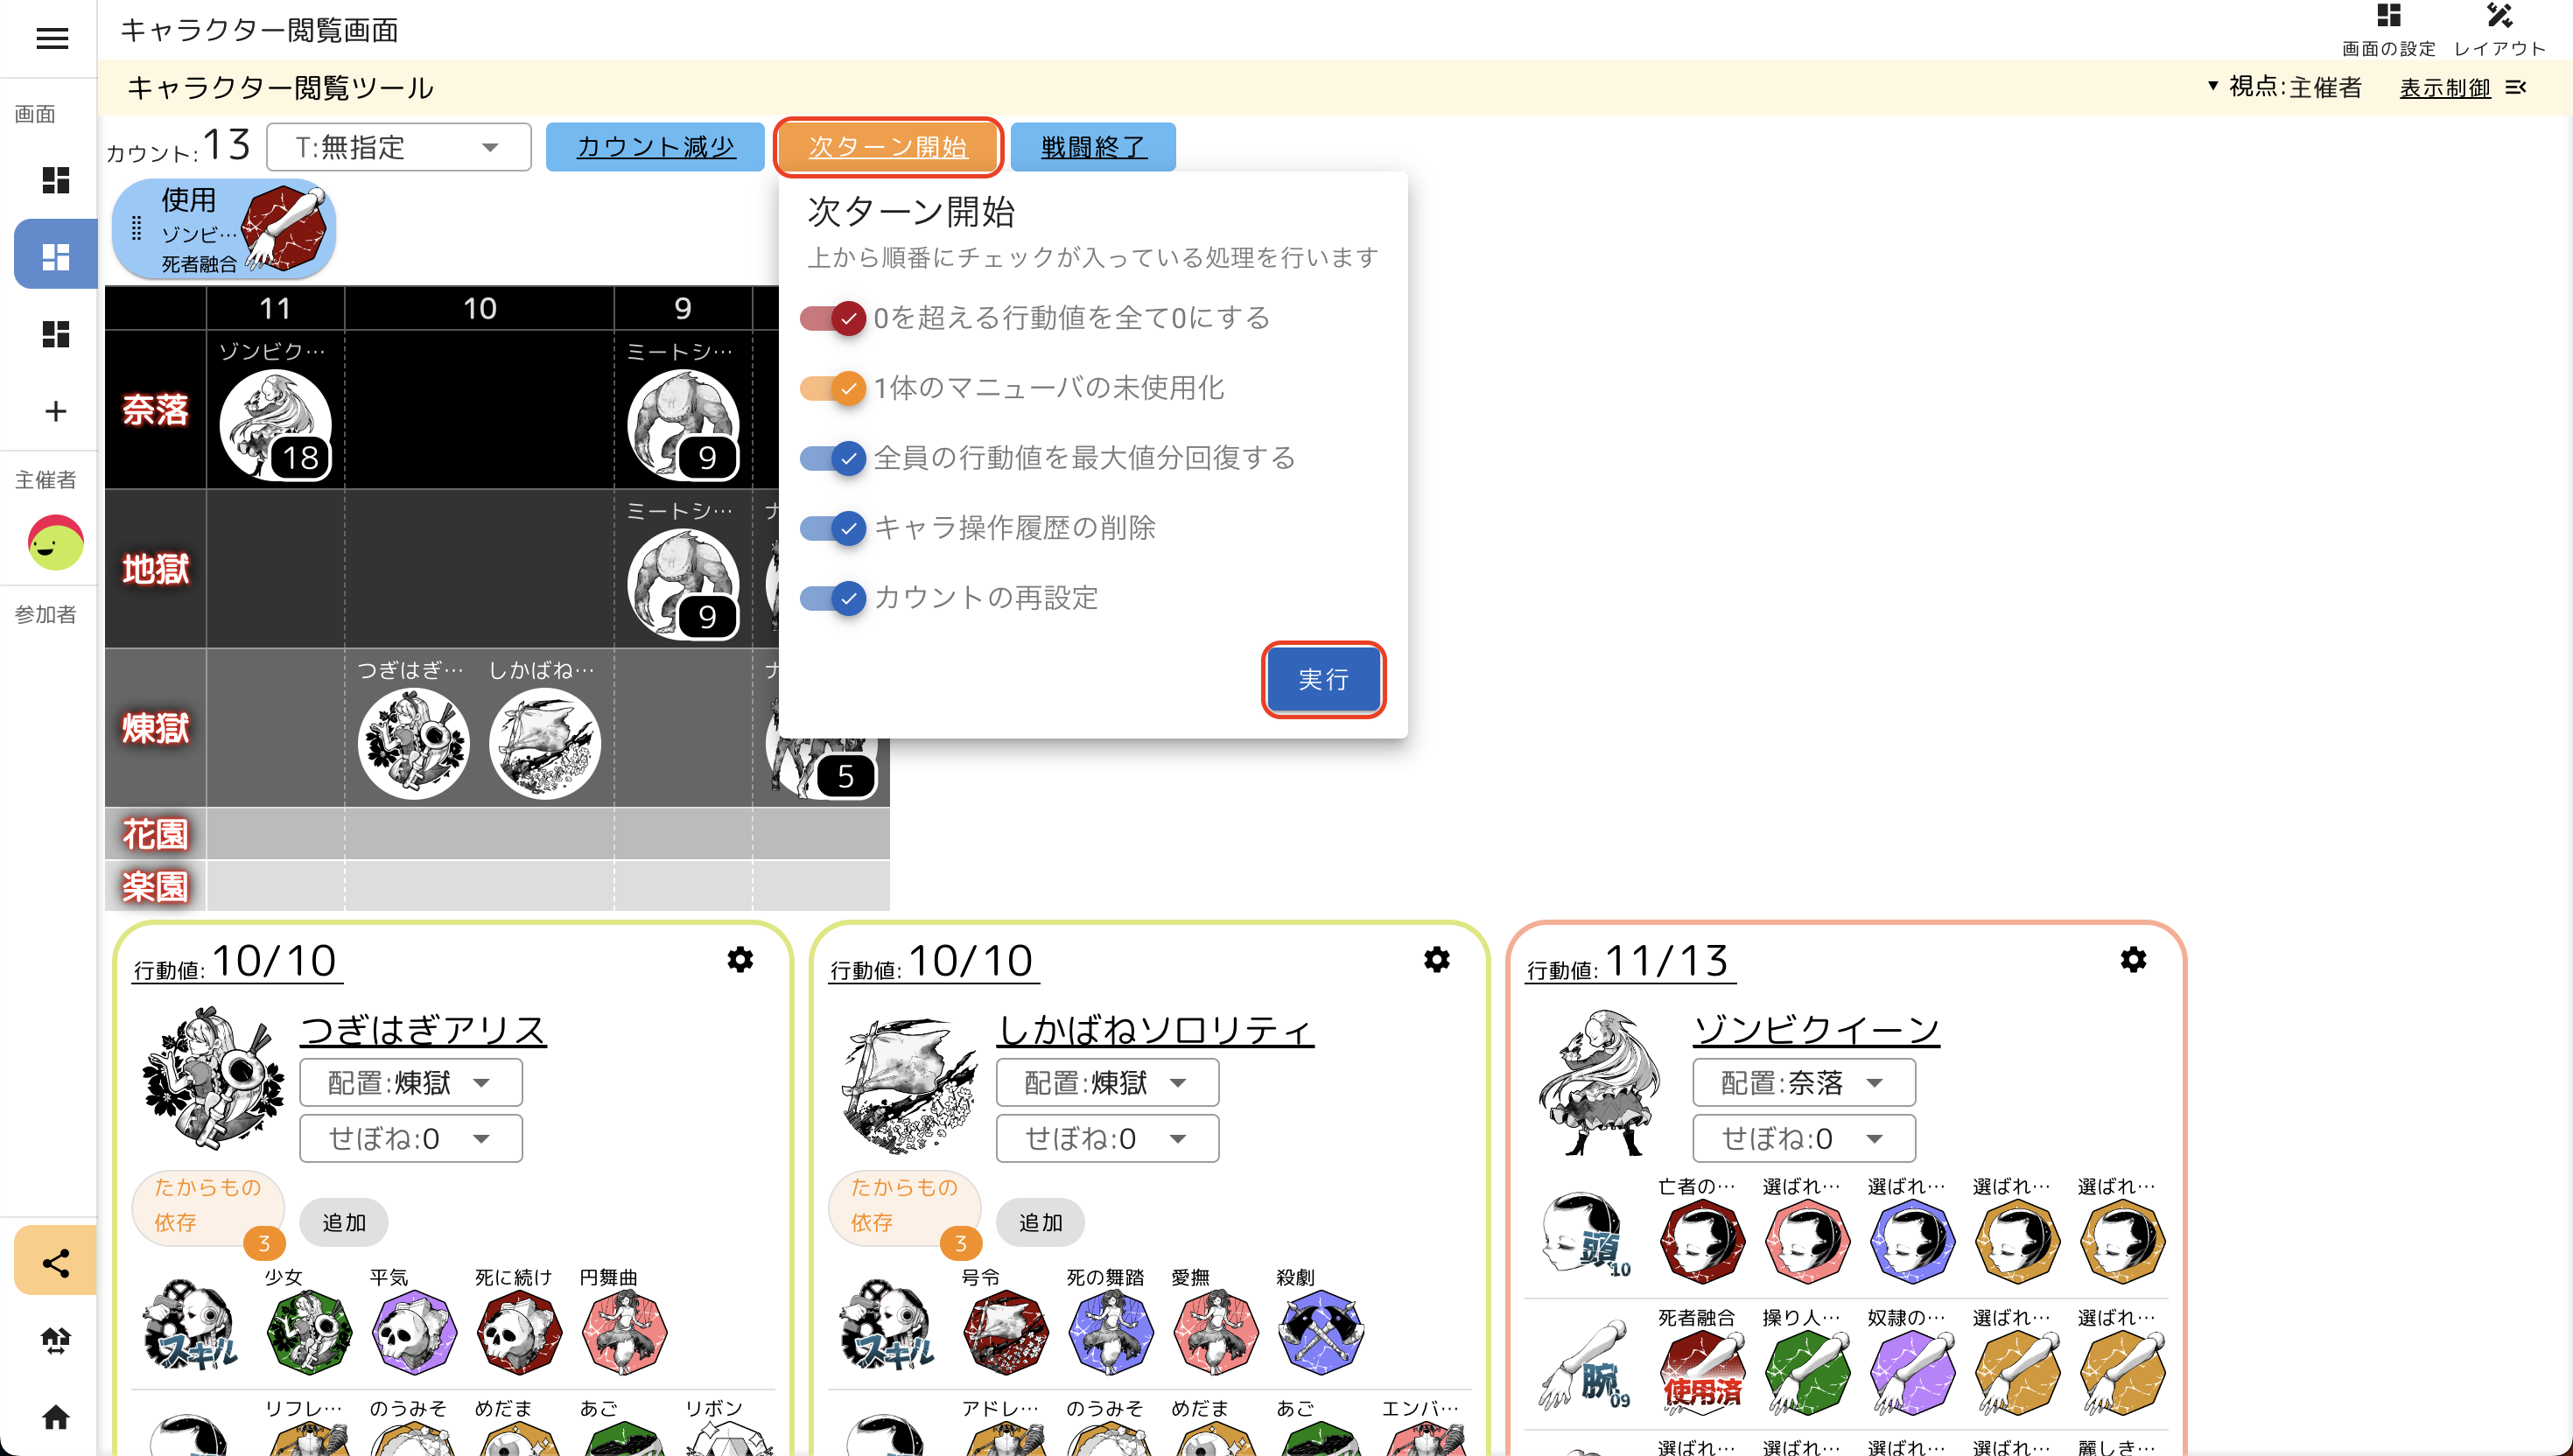 キャラクター閲覧画面
画面の設定
レイアウト
キャラクター閲覧ツール
▼ 視点:主催者
表示制御
画面
主催者
参加者
カウント:13
T:無指定
カウント減少
次ターン開始
戦闘終了
使用
ゾンビ…
死者融合
次ターン開始
上から順番にチェックが入っている処理を行います
0を超える行動値を全て0にする
1体のマニューバの未使用化
全員の行動値を最大値分回復する
キャラ操作履歴の削除
カウントの再設定
実行
11
10
9
奈落
ゾンビク…
18
ミートシ…
9
地獄
ミートシ…
9
ナ
煉獄
つぎはぎ…
しかばね…
ナ
5
花園
楽園
行動値:10/10
つぎはぎアリス
配置:煉獄
せぼね:0
たからもの
依存
3
追加
スキル
少女
平気
死に続け
円舞曲
リフレ…
のうみそ
めだま
あご
リボン
行動値:10/10
しかばねソロリティ
配置:煉獄
せぼね:0
たからもの
依存
3
追加
スキル
号令
死の舞踏
愛撫
殺劇
アドレ…
のうみそ
めだま
あご
エンバ…
行動値:11/13
ゾンビクイーン
配置:奈落
せぼね:0
頭
10
亡者の…
選ばれ…
選ばれ…
選ばれ…
選ばれ…
腕
09
死者融合
使用済
操り人…
奴隷の…
選ばれ…
選ばれ…
選ばれ…
選ばれ…
選ばれ…
選ばれ…
麗しき…